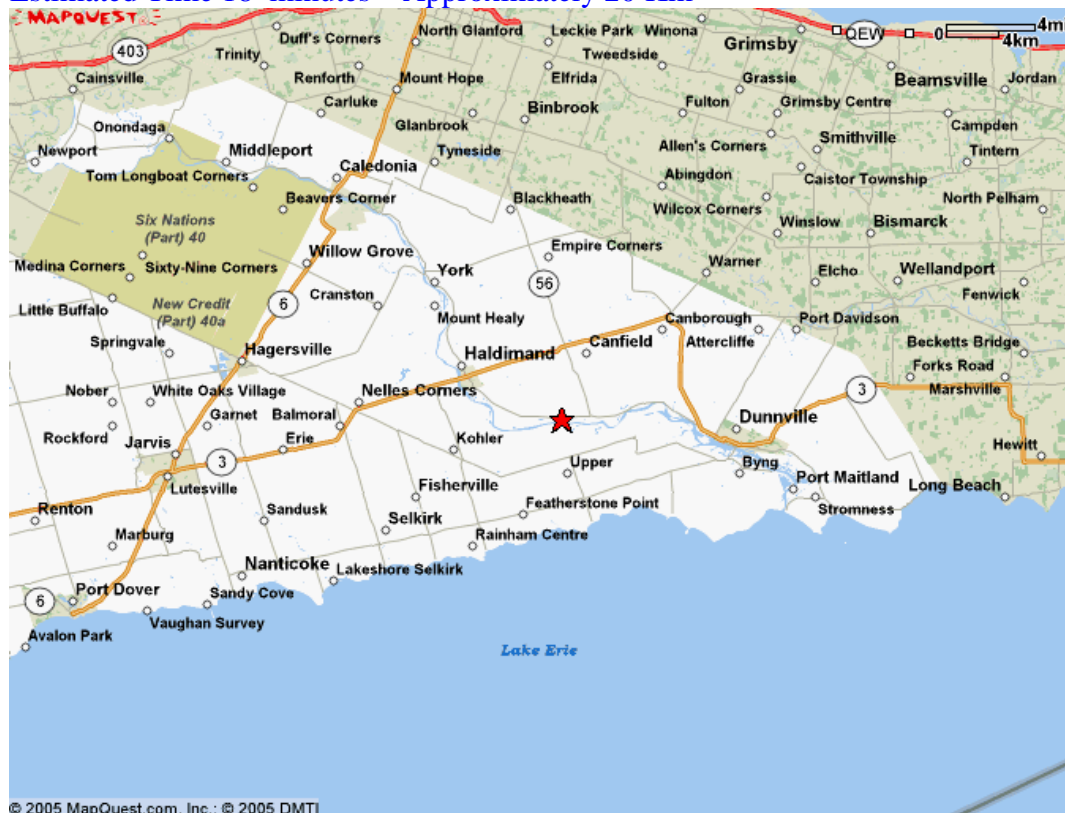 Estimated Time 18 minutes Approximately 20 Km
MAPQUEST
4mi
0
4km
QEW
403
Duff's Corners
North Glanford
Leckie Park
Winona
Grimsby
Trinity
Tweedside
Cainsville
Renforth
Mount Hope
Elfrida
Grassie
Beamsville
Jordan
Carluke
Binbrook
Fulton
Grimsby Centre
Onondaga
Glanbrook
Campden
Newport
Middleport
Tyneside
Allen's Corners
Smithville
Tintern
Caledonia
Tom Longboat Corners
Abingdon
Caistor Township
Beavers Corner
Blackheath
Wilcox Corners
North Pelham
Six Nations
(Part) 40
Winslow
Bismarck
Willow Grove
Empire Corners
Medina Corners
Sixty-Nine Corners
York
Warner
Elcho
Wellandport
56
Little Buffalo
New Credit
(Part) 40a
6
Cranston
Fenwick
Mount Healy
Canborough
Port Davidson
Springvale
Hagersville
Haldimand
Canfield
Attercliffe
Becketts Bridge
Forks Road
Nober
White Oaks Village
Nelles Corners
3
Marshville
Garnet
Balmoral
Dunnville
Rockford
Jarvis
Erie
Kohler
Hewitt
3
Upper
Byng
Lutesville
Fisherville
Port Maitland
Long Beach
Renton
Sandusk
Featherstone Point
Stromness
Selkirk
Marburg
Rainham Centre
Nanticoke
Lakeshore Selkirk
6
Port Dover
Sandy Cove
Vaughan Survey
Avalon Park
Lake Erie
© 2005 MapQuest.com, Inc.; © 2005 DMTI